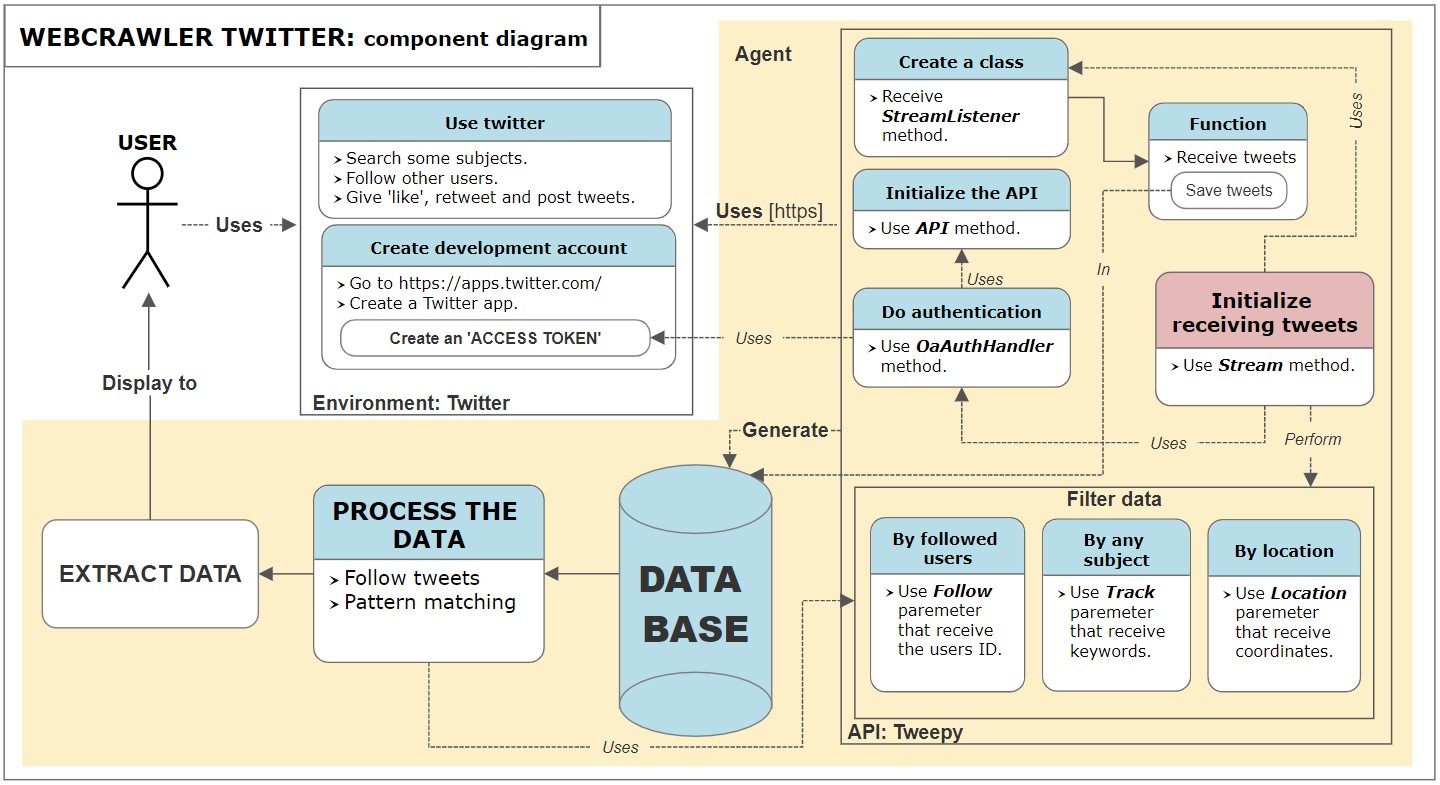 WEBCRAWLER TWITTER: component diagram
Agent
USER
Uses
Use twitter
➢ Search some subjects.
➢ Follow other users.
➢ Give 'like', retweet and post tweets.
Create development account
➢ Go to https://apps.twitter.com/
➢ Create a Twitter app.
Create an 'ACCESS TOKEN'
Environment: Twitter
Uses [https]
Uses
Create a class
➢ Receive
StreamListener
method.
Initialize the API
➢ Use API method.
Uses
Do authentication
➢ Use OaAuthHandler
method.
Function
➢ Receive tweets
Save tweets
Uses
In
Initialize
receiving tweets
➢ Use Stream method.
Uses
Perform
Display to
Generate
EXTRACT DATA
PROCESS THE
DATA
➢ Follow tweets
➢ Pattern matching
DATA
BASE
Uses
Filter data
By followed
users
➢ Use Follow
paremeter
that receive
the users ID.
By any
subject
➢ Use Track
paremeter
that receive
keywords.
By location
➢ Use Location
paremeter
that receive
coordinates.
API: Tweepy